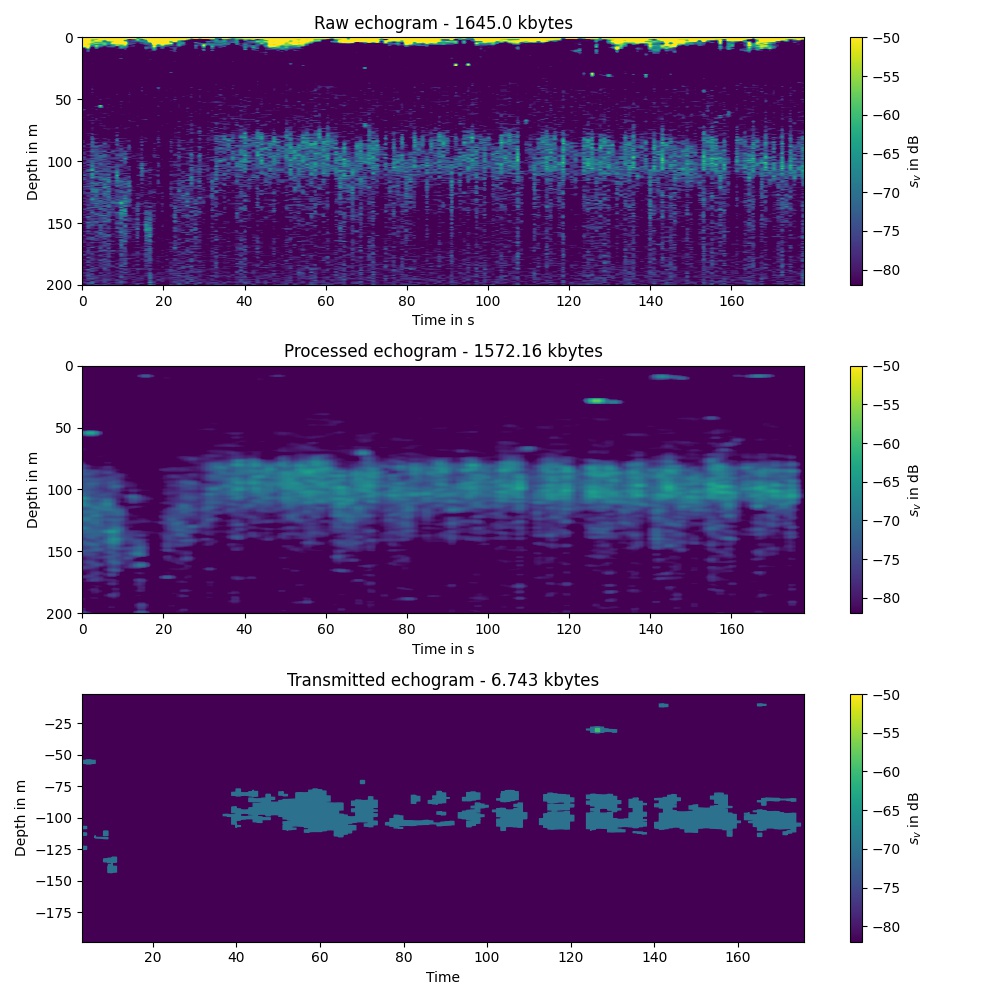 Raw echogram - 1645.0 kbytes
0
50
100
150
200
Depth in m
0 20 40 60 80 100 120 140 160
Time in s
−50
−55
−60
−65
−70
−75
−80
s_v in dB
Processed echogram - 1572.16 kbytes
0
50
100
150
200
Depth in m
0 20 40 60 80 100 120 140 160
Time in s
−50
−55
−60
−65
−70
−75
−80
s_v in dB
Transmitted echogram - 6.743 kbytes
−25
−50
−75
−100
−125
−150
−175
Depth in m
20 40 60 80 100 120 140 160
Time
−50
−55
−60
−65
−70
−75
−80
s_v in dB